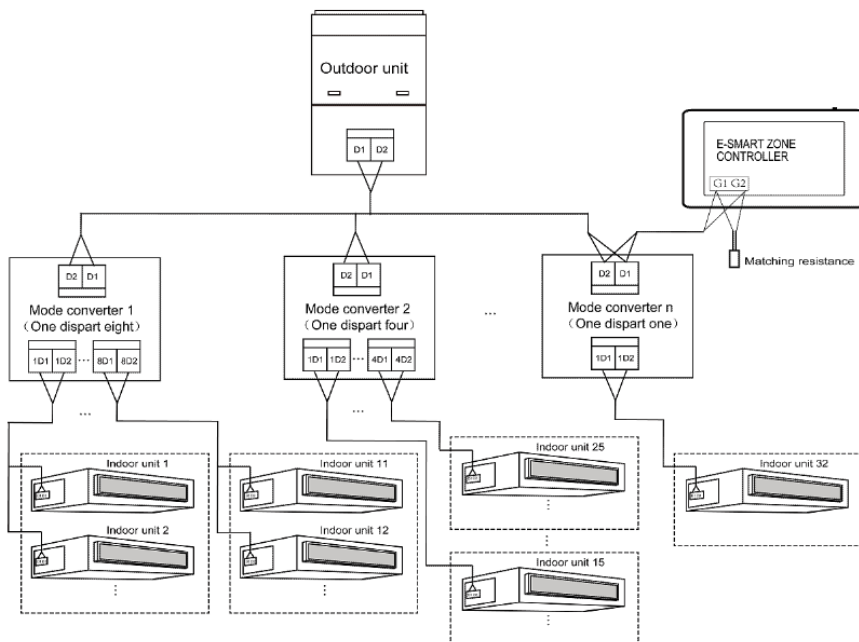 Outdoor unit
D1 D2
E-SMART ZONE
CONTROLLER
G1 G2
Matching resistance
D2 D1
Mode converter 1
(One dispart eight)
1D1 1D2 ... 8D1 8D2
D2 D1
Mode converter 2
(One dispart four)
1D1 1D2 ... 4D1 4D2
...
D2 D1
Mode converter n
(One dispart one)
1D1 1D2
...
...
Indoor unit 1
Indoor unit 2
Indoor unit 11
Indoor unit 12
Indoor unit 25
Indoor unit 15
Indoor unit 32